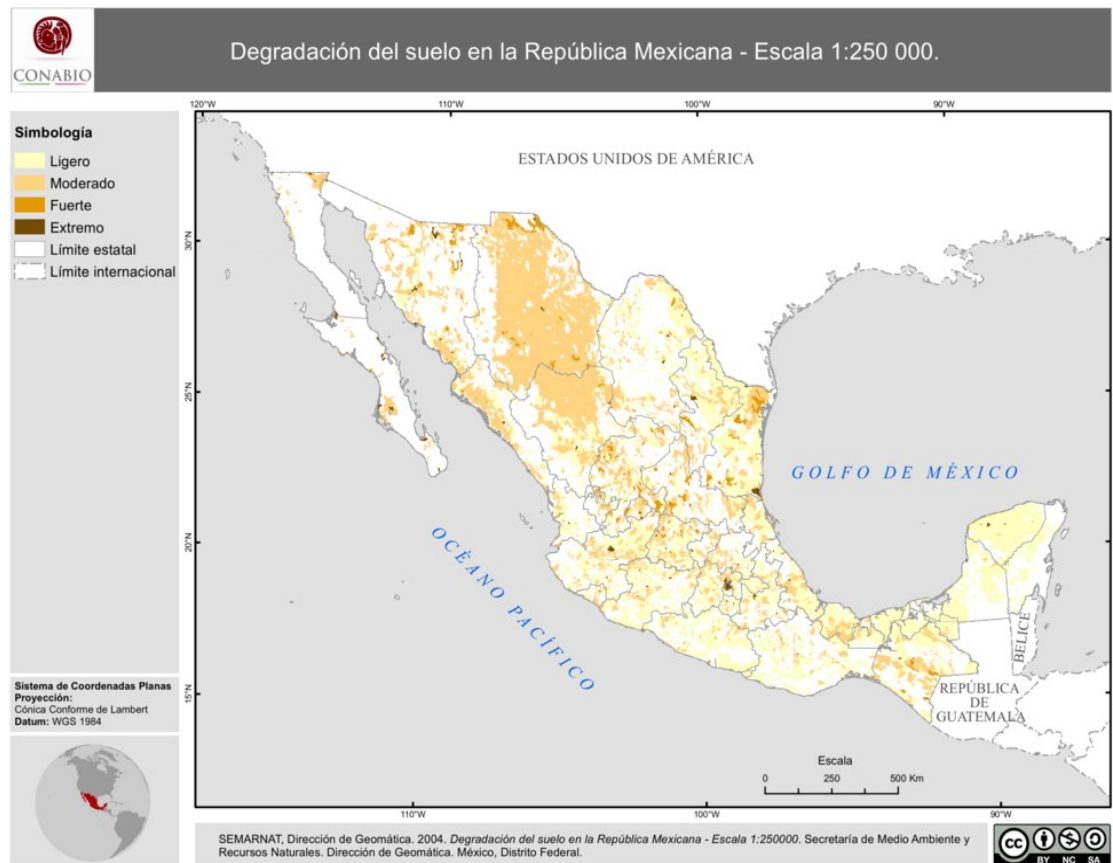 CONABIO
Degradación del suelo en la República Mexicana - Escala 1:250 000.
Simbología
Ligero
Moderado
Fuerte
Extremo
Límite estatal
Límite internacional
120°W
110°W
100°W
90°W
ESTADOS UNIDOS DE AMÉRICA
30°N
25°N
20°N
15°N
GOLFO DE MÉXICO
OCÉANO PACÍFICO
BELICE
REPÚBLICA
DE
GUATEMALA
Escala
0 250 500 Km
110°W
100°W
90°W
Sistema de Coordenadas Planas
Proyección:
Cónica Conforme de Lambert
Datum: WGS 1984
SEMARNAT, Dirección de Geomática. 2004. Degradación del suelo en la República Mexicana - Escala 1:250000. Secretaría de Medio Ambiente y
Recursos Naturales. Dirección de Geomática. México, Distrito Federal.
cc
BY NC SA